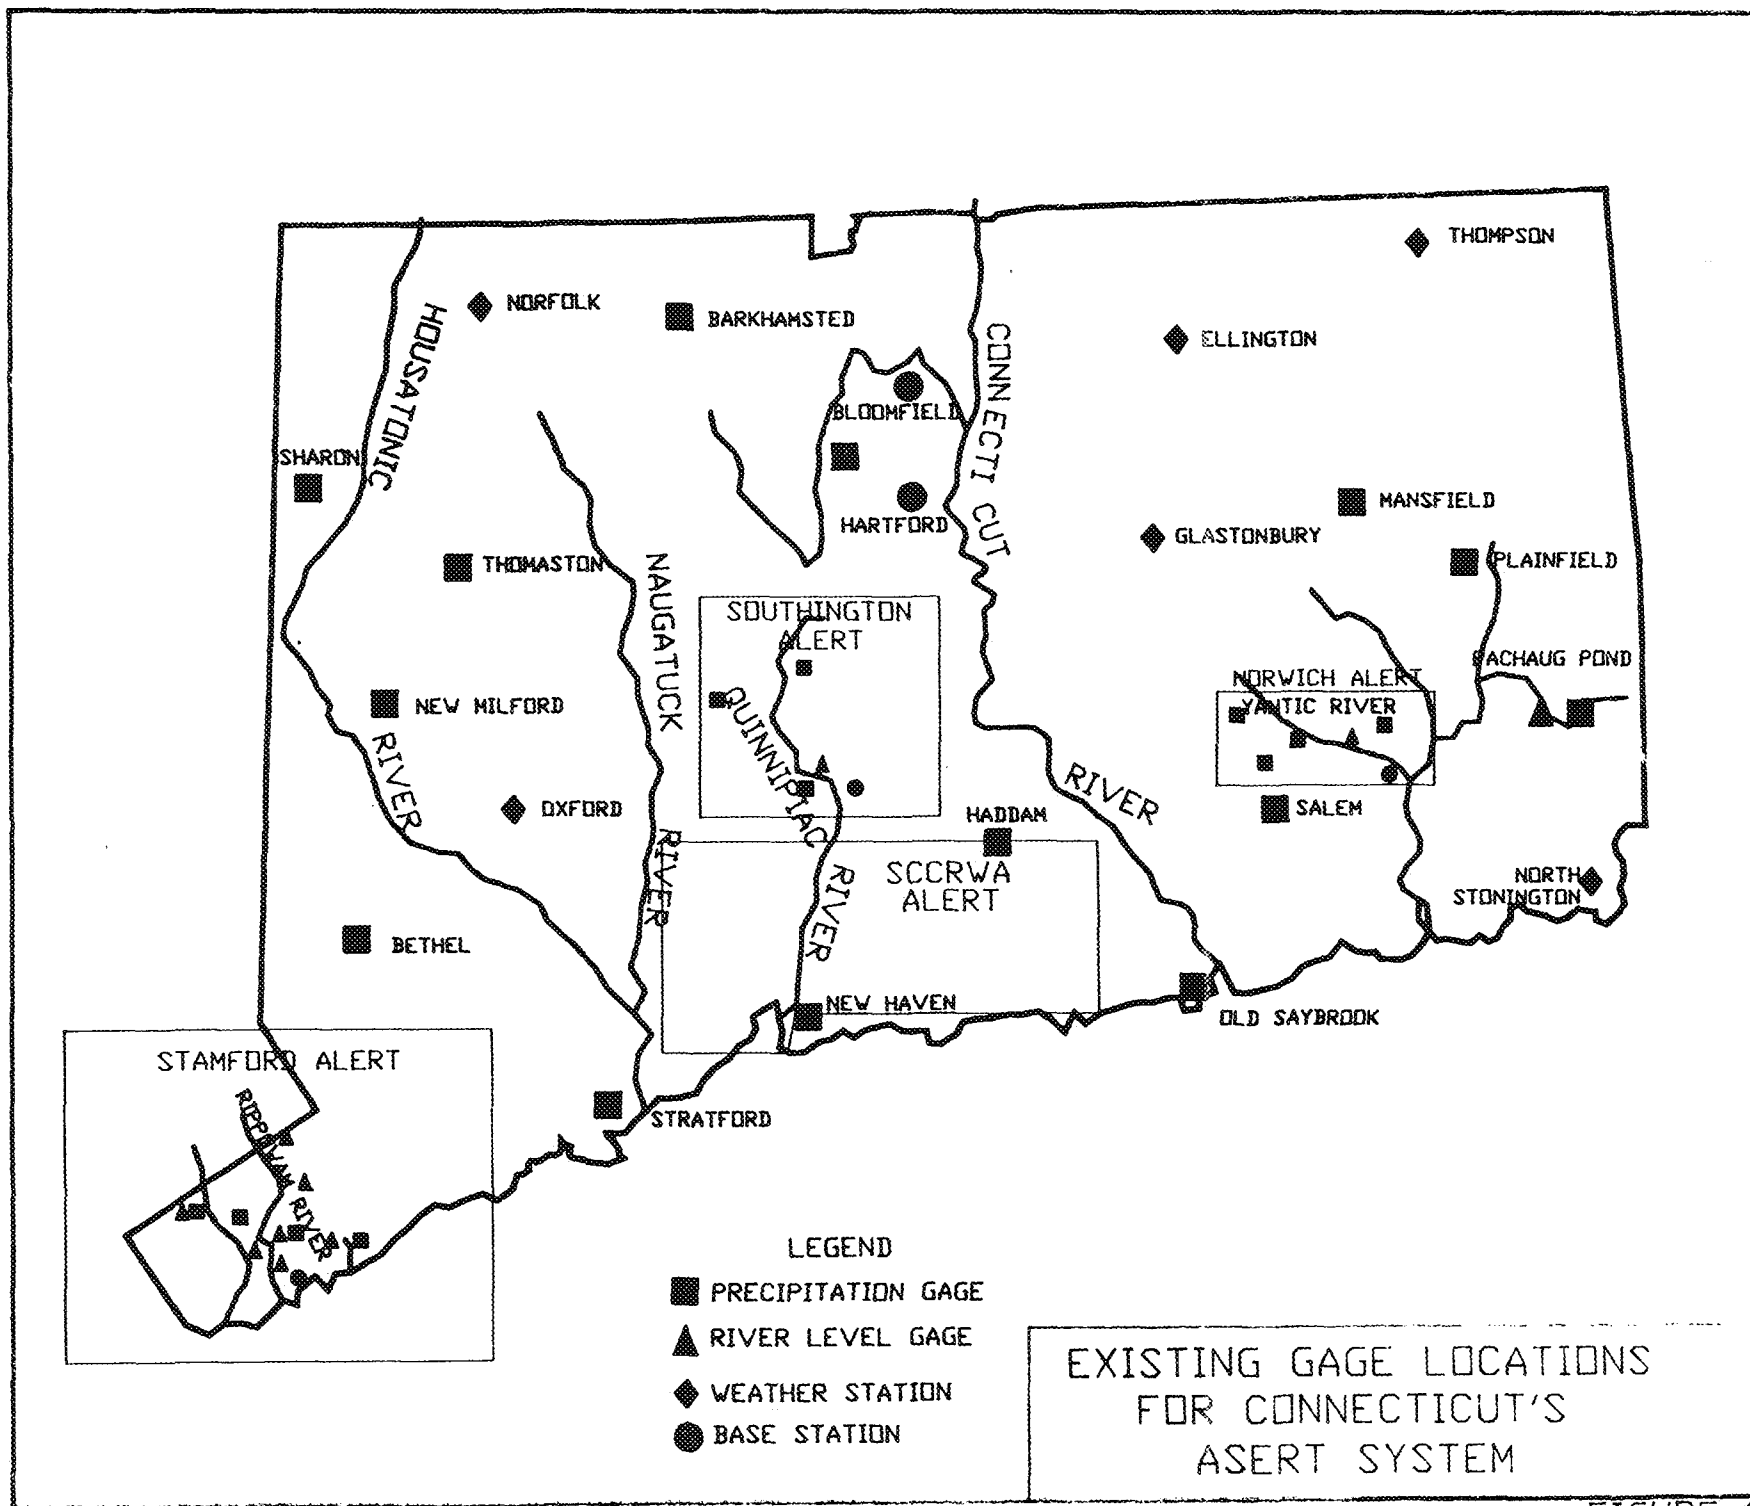 THOMPSON
NORFOLK
BARKHAMSTED
ELLINGTON
HOUSATONIC
CONNECTI CUT
BLOOMFIELD
SHARON
MANSFIELD
HARTFORD
GLASTONBURY
THOMASTON
PLAINFIELD
NAUGATUCK
SOUTHINGTON
ALERT
PACHAUG POND
NORWICH ALERT
YANTIC RIVER
NEW MILFORD
QUINNIPIAC
RIVER
RIVER
OXFORD
HADDAM
SALEM
RIVER
RIVER
SCCRWA
ALERT
NORTH
STONINGTON
BETHEL
NEW HAVEN
OLD SAYBROOK
STAMFORD ALERT
RIPPOWAM RIVER
STRATFORD
LEGEND
PRECIPITATION GAGE
RIVER LEVEL GAGE
WEATHER STATION
BASE STATION
EXISTING GAGE LOCATIONS
FOR CONNECTICUT'S
ASERT SYSTEM